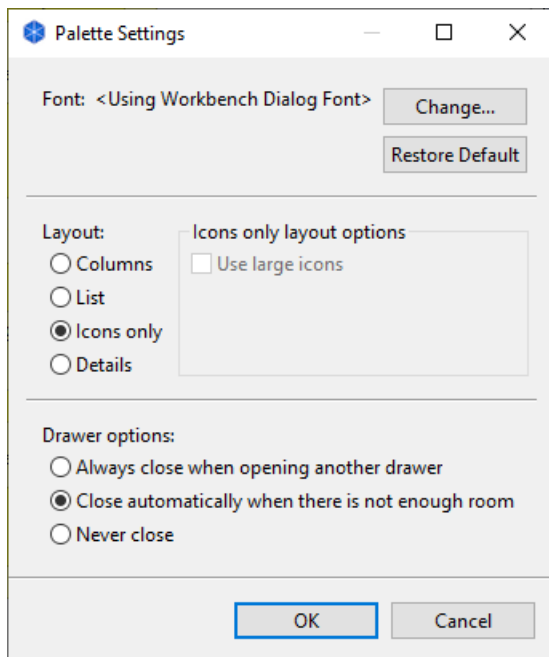 Palette Settings
Font: <Using Workbench Dialog Font>
Change...
Restore Default
Layout:
Columns
List
Icons only
Details
Icons only layout options
Use large icons
Drawer options:
Always close when opening another drawer
Close automatically when there is not enough room
Never close
OK
Cancel